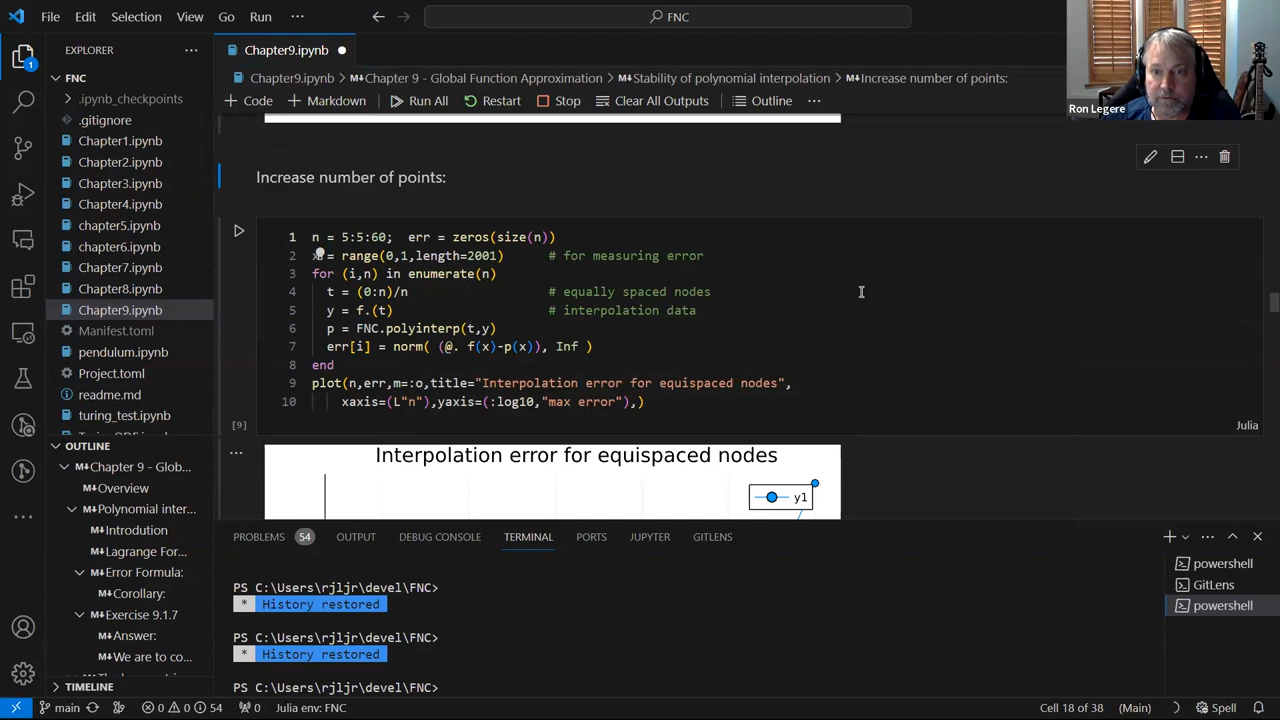 File Edit Selection View Go Run ··· FNC
EXPLORER ···
Chapter9.ipynb
FNC
.ipynb_checkpoints
.gitignore
Chapter1.ipynb
Chapter2.ipynb
Chapter3.ipynb
Chapter4.ipynb
chapter5.ipynb
chapter6.ipynb
Chapter7.ipynb
Chapter8.ipynb
Chapter9.ipynb
Manifest.toml
pendulum.ipynb
Project.toml
readme.md
turing_test.ipynb
OUTLINE
Chapter 9 - Glob...
Overview
Polynomial inter...
Introdution
Lagrange For...
Error Formula:
Corollary:
Exercise 9.1.7
Answer:
We are to co...
TIMELINE
Chapter9.ipynb > Chapter 9 - Global Function Approximation > Stability of polynomial interpolation > Increase number of points:
+ Code + Markdown Run All Restart Stop Clear All Outputs Outline ···
Ron Legere
Increase number of points:
1 n = 5:5:60; err = zeros(size(n))
2 x = range(0,1,length=2001) # for measuring error
3 for (i,n) in enumerate(n)
4 t = (0:n)/n # equally spaced nodes
5 y = f.(t) # interpolation data
6 p = FNC.polyinterp(t,y)
7 err[i] = norm( (@. f(x)-p(x)), Inf )
8 end
9 plot(n,err,m=:o,title="Interpolation error for equispaced nodes",
10 xaxis=(L"n"),yaxis=(:log10,"max error"),)
[9] Julia
Interpolation error for equispaced nodes
y1
PROBLEMS 54 OUTPUT DEBUG CONSOLE TERMINAL PORTS JUPYTER GITLENS
PS C:\Users\rjljr\devel\FNC>
* History restored
PS C:\Users\rjljr\devel\FNC>
* History restored
PS C:\Users\rjljr\devel\FNC>
powershell
GitLens
powershell
main 0 0 54 0 Julia env: FNC Cell 18 of 38 (Main) Spell